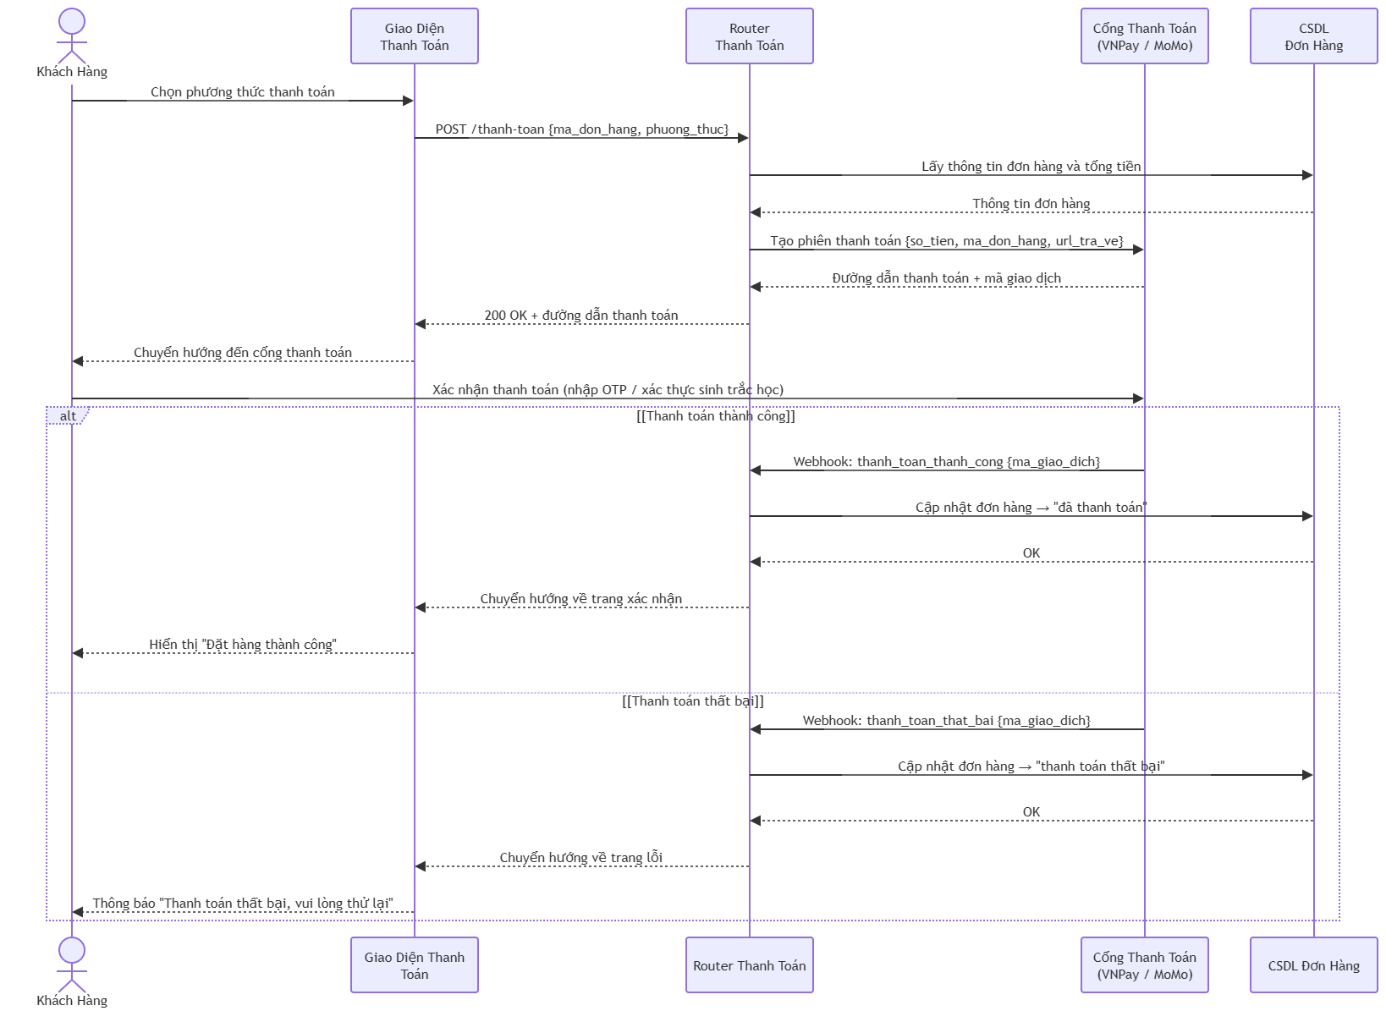 Khách Hàng
Giao Diện
Thanh Toán
Router
Thanh Toán
Cổng Thanh Toán
(VNPay / MoMo)
CSDL
Đơn Hàng
Chọn phương thức thanh toán
POST /thanh-toan {ma_don_hang, phuong_thuc}
Lấy thông tin đơn hàng và tổng tiền
Thông tin đơn hàng
Tạo phiên thanh toán {so_tien, ma_don_hang, url_tra_ve}
Đường dẫn thanh toán + mã giao dịch
200 OK + đường dẫn thanh toán
Chuyển hướng đến cổng thanh toán
Xác nhận thanh toán (nhập OTP / xác thực sinh trắc học)
alt
[[Thanh toán thành công]]
Webhook: thanh_toan_thanh_cong {ma_giao_dich}
Cập nhật đơn hàng → "đã thanh toán"
OK
Chuyển hướng về trang xác nhận
Hiển thị "Đặt hàng thành công"
[[Thanh toán thất bại]]
Webhook: thanh_toan_that_bai {ma_giao_dich}
Cập nhật đơn hàng → "thanh toán thất bại"
OK
Chuyển hướng về trang lỗi
Thông báo "Thanh toán thất bại, vui lòng thử lại"
Khách Hàng
Giao Diện Thanh
Toán
Router Thanh Toán
Cổng Thanh Toán
(VNPay / MoMo)
CSDL Đơn Hàng